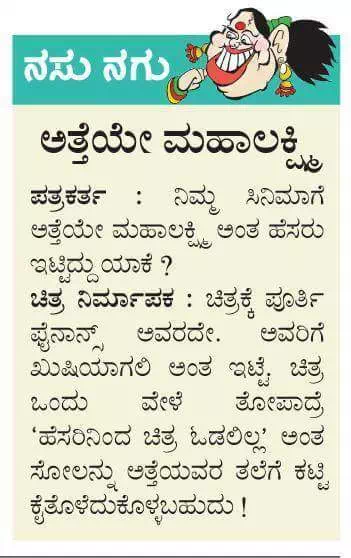 ನಸು ನಗು
ಅತ್ತೆಯೇ ಮಹಾಲಕ್ಷ್ಮಿ
ಪತ್ರಕರ್ತ : ನಿಮ್ಮ ಸಿನಿಮಾಗೆ
ಅತ್ತೆಯೇ ಮಹಾಲಕ್ಷ್ಮಿ ಅಂತ ಹೆಸರು
ಇಟ್ಟಿದ್ದು ಯಾಕೆ ?
ಚಿತ್ರ ನಿರ್ಮಾಪಕ : ಚಿತ್ರಕ್ಕೆ ಪೂರ್ತಿ
ಫೈನಾನ್ಸ್ ಅವರದೇ. ಅವರಿಗೆ
ಖುಷಿಯಾಗಲಿ ಅಂತ ಇಟ್ಟೆ. ಚಿತ್ರ
ಒಂದು ವೇಳೆ ತೋಪಾದ್ರೆ
‘ಹೆಸರಿನಿಂದ ಚಿತ್ರ ಓಡಲಿಲ್ಲ’ ಅಂತ
ಸೋಲನ್ನು ಅತ್ತೆಯವರ ತಲೆಗೆ ಕಟ್ಟಿ
ಕೈತೊಳೆದುಕೊಳ್ಳಬಹುದು !